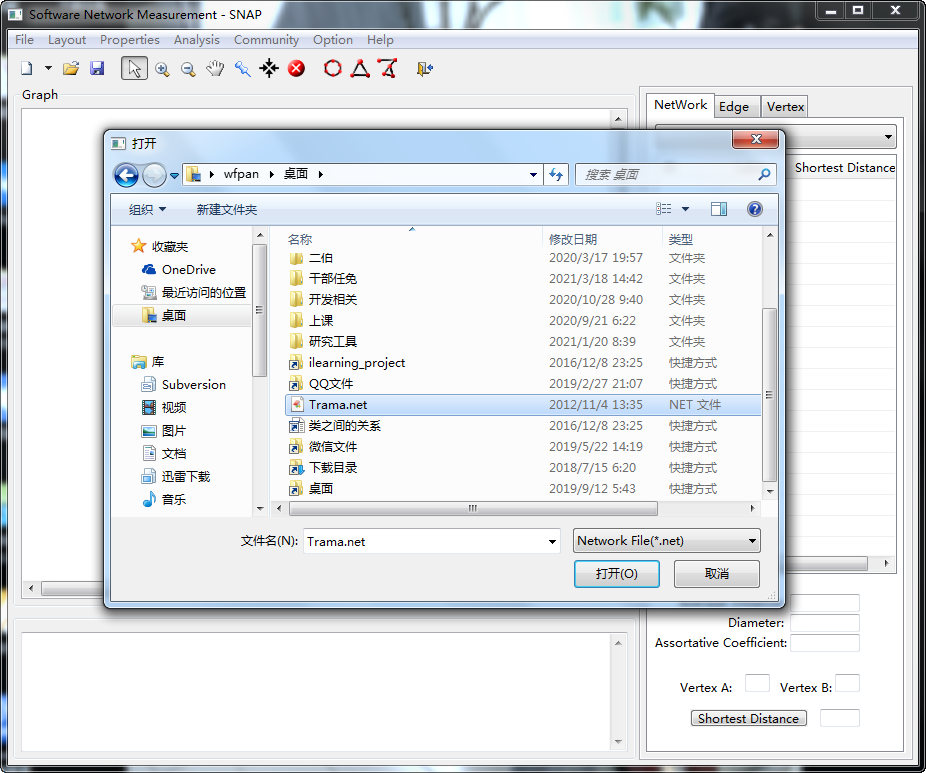 Software Network Measurement - SNAP
File Layout Properties Analysis Community Option Help
Graph
NetWork Edge Vertex
Shortest Distance
打开
wfpan 桌面
搜索 桌面
组织 新建文件夹
收藏夹
OneDrive
最近访问的位置
桌面
库
Subversion
视频
图片
文档
迅雷下载
音乐
名称 修改日期 类型
二伯 2020/3/17 19:57 文件夹
干部任免 2021/3/18 14:42 文件夹
开发相关 2020/10/28 9:40 文件夹
上课 2020/9/21 6:22 文件夹
研究工具 2021/1/20 8:39 文件夹
ilearning_project 2016/12/8 23:25 快捷方式
QQ文件 2019/2/27 21:07 快捷方式
Trama.net 2012/11/4 13:35 NET 文件
类之间的关系 2016/12/8 23:25 快捷方式
微信文件 2019/5/22 14:19 快捷方式
下载目录 2018/7/15 6:20 快捷方式
桌面 2019/9/12 5:43 快捷方式
文件名(N): Trama.net Network File(*.net)
打开(O) 取消
Diameter:
Assortative Coefficient:
Vertex A: Vertex B:
Shortest Distance